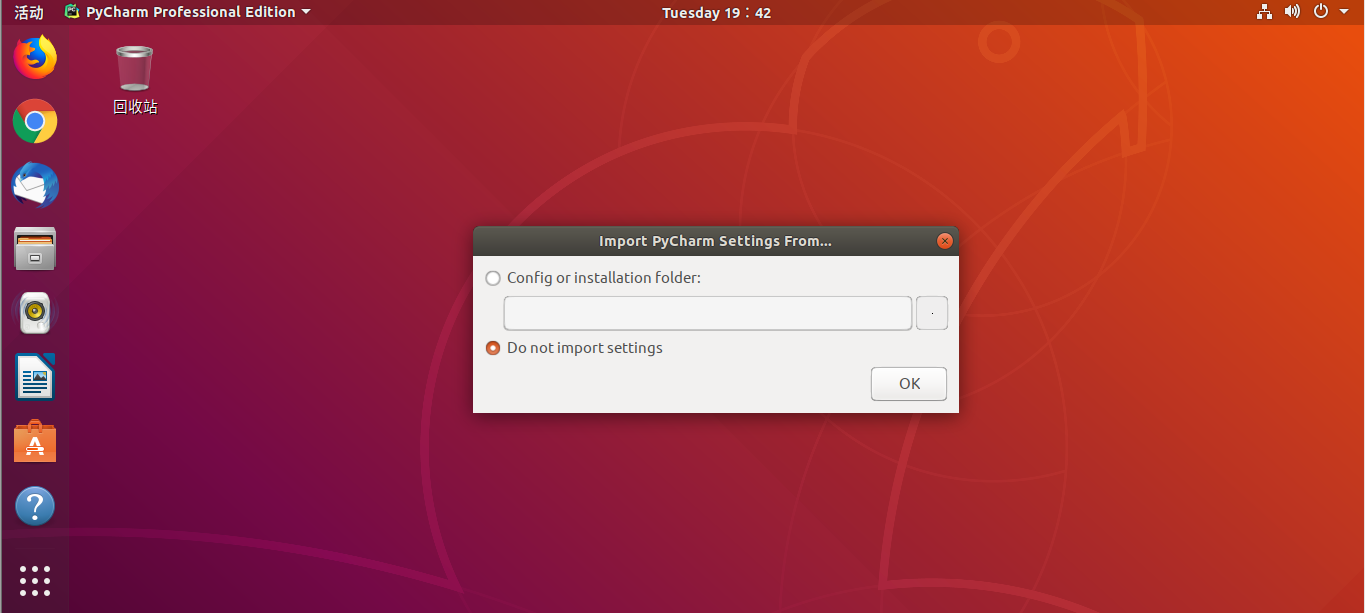 活动 PyCharm Professional Edition Tuesday 19：42
回收站
Import PyCharm Settings From...
Config or installation folder:
Do not import settings
OK